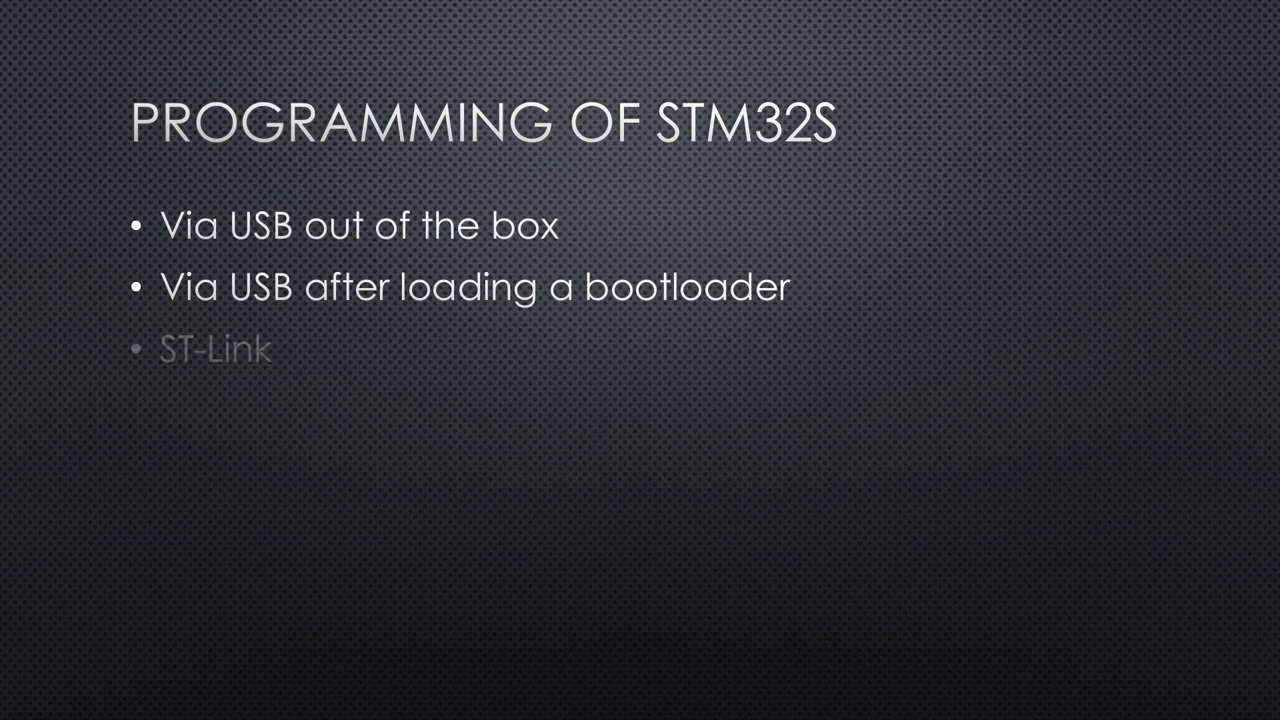 PROGRAMMING OF STM32S
• Via USB out of the box
• Via USB after loading a bootloader
• ST-Link